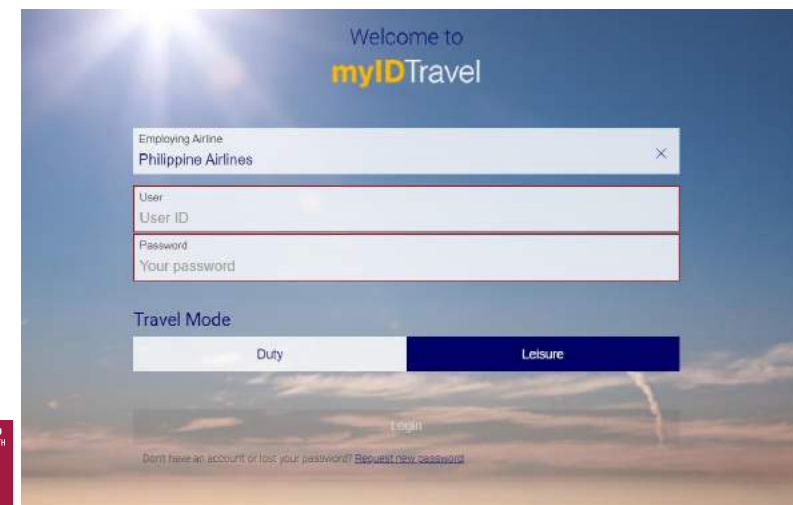 Welcome to
myIDTravel
Employing Airline
Philippine Airlines
User
User ID
Password
Your password
Travel Mode
Duty
Leisure
Login
Don't have an account or lost your password? Request new password